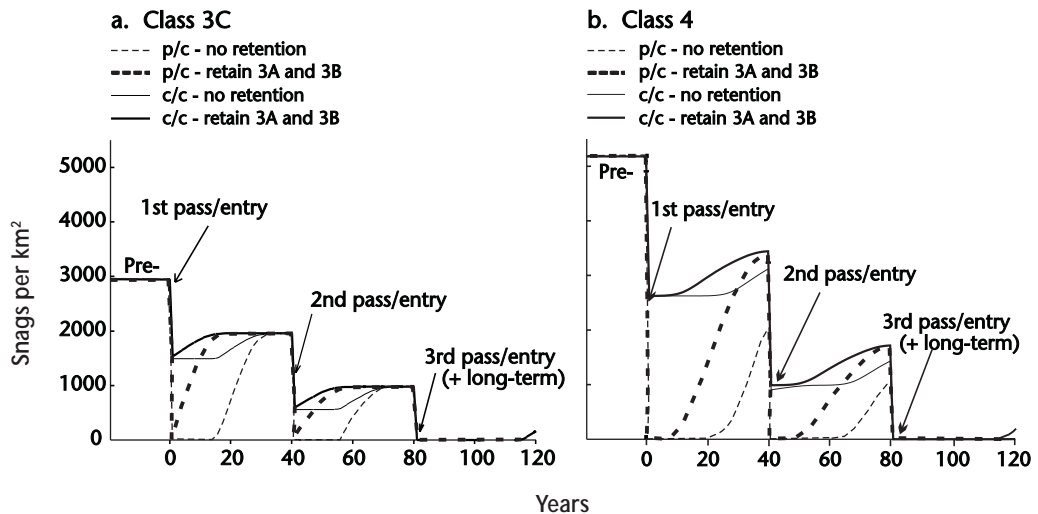 a. Class 3C
p/c - no retention
p/c - retain 3A and 3B
c/c - no retention
c/c - retain 3A and 3B
b. Class 4
p/c - no retention
p/c - retain 3A and 3B
c/c - no retention
c/c - retain 3A and 3B
Snags per km²
5000
4000
3000
2000
1000
0
Pre-
1st pass/entry
2nd pass/entry
3rd pass/entry
(+ long-term)
0 20 40 60 80 100 120
Pre-
1st pass/entry
2nd pass/entry
3rd pass/entry
(+ long-term)
0 20 40 60 80 100 120
Years